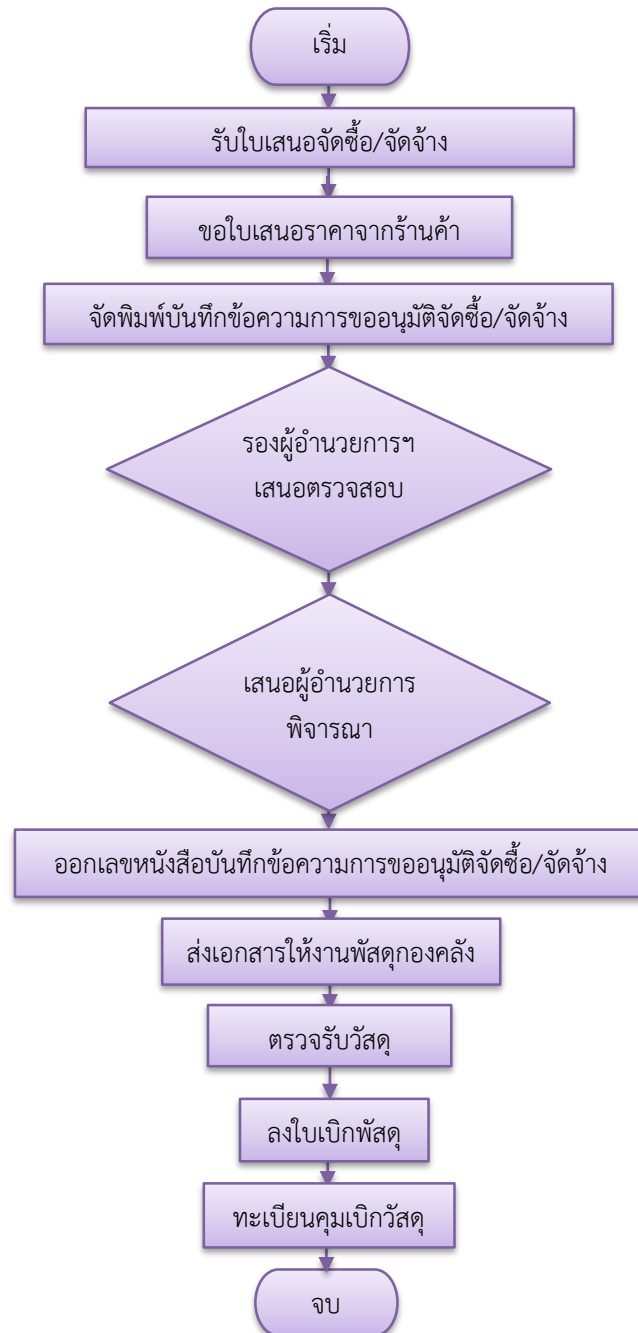 เริ่ม
รับใบเสนอจัดซื้อ/จัดจ้าง
ขอใบเสนอราคาจากร้านค้า
จัดพิมพ์บันทึกข้อความการขออนุมัติจัดซื้อ/จัดจ้าง
รองผู้อำนวยการฯ
เสนอตรวจสอบ
เสนอผู้อำนวยการ
พิจารณา
ออกเลขหนังสือบันทึกข้อความการขออนุมัติจัดซื้อ/จัดจ้าง
ส่งเอกสารให้งานพัสดุกองคลัง
ตรวจรับวัสดุ
ลงใบเบิกพัสดุ
ทะเบียนคุมเบิกวัสดุ
จบ